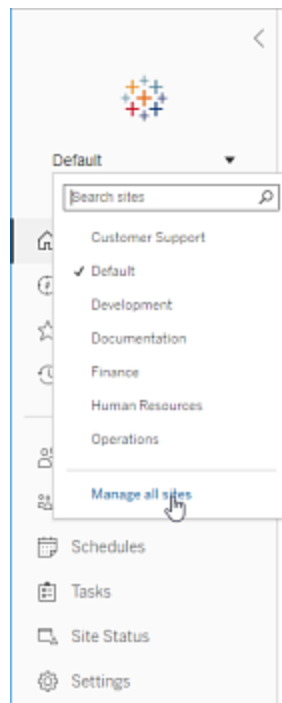 Default
Search sites
Customer Support
Default
Development
Documentation
Finance
Human Resources
Operations
Manage all sites
Schedules
Tasks
Site Status
Settings